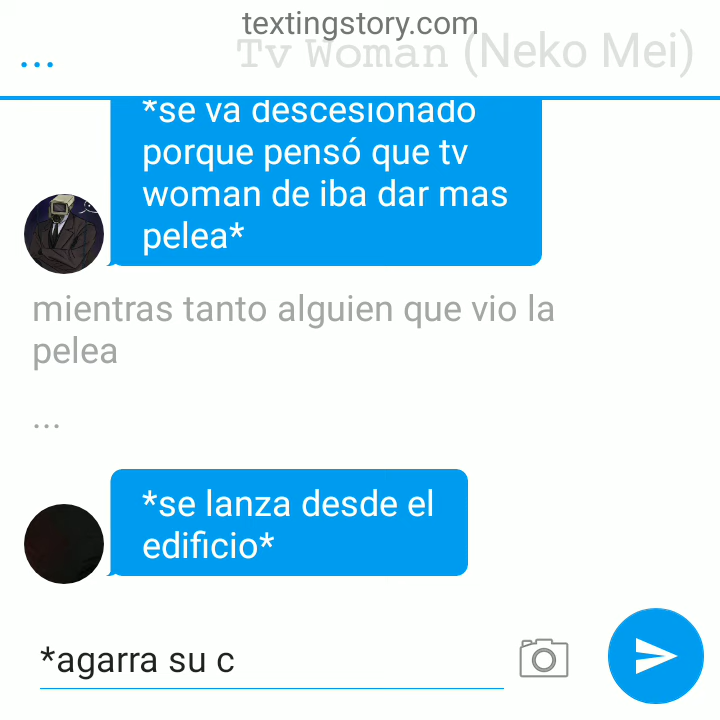 textingstory.com
...
Tv Woman (Neko Mei)
*se va descesionado
porque pensó que tv
woman de iba dar mas
pelea*
mientras tanto alguien que vio la
pelea
...
*se lanza desde el
edificio*
*agarra su c